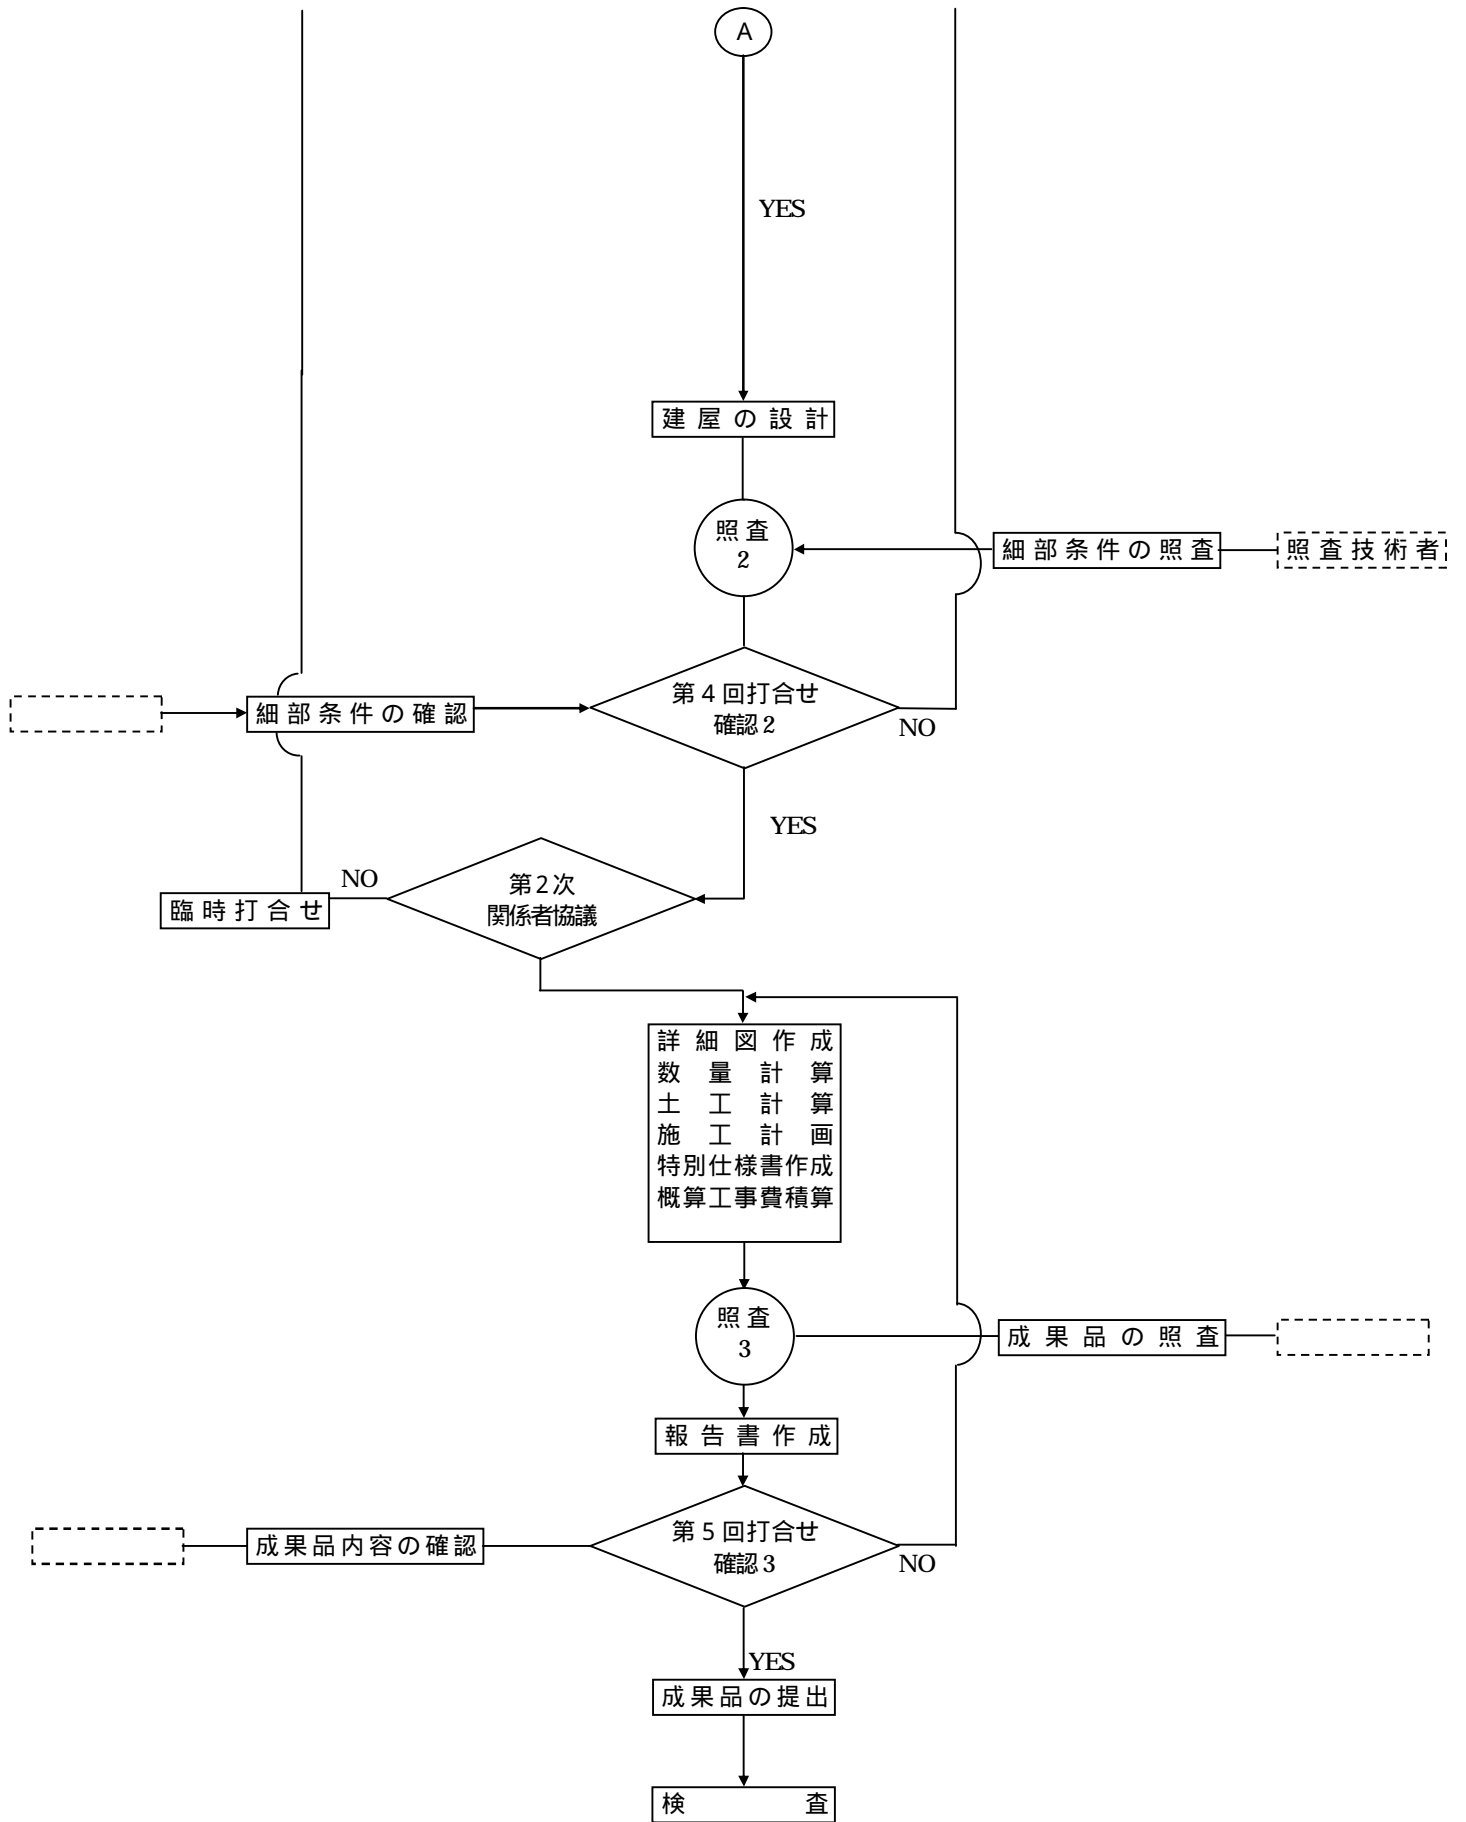 A
YES
建屋の設計
照査
2
細部条件の照査
照査技術者
細部条件の確認
第4回打合せ
確認2
NO
YES
NO
第2次
関係者協議
臨時打合せ
詳細図作成
数量計算
土工計算
施工計画
特別仕様書作成
概算工事費積算
照査
3
成果品の照査
報告書作成
成果品内容の確認
第5回打合せ
確認3
NO
YES
成果品の提出
検査